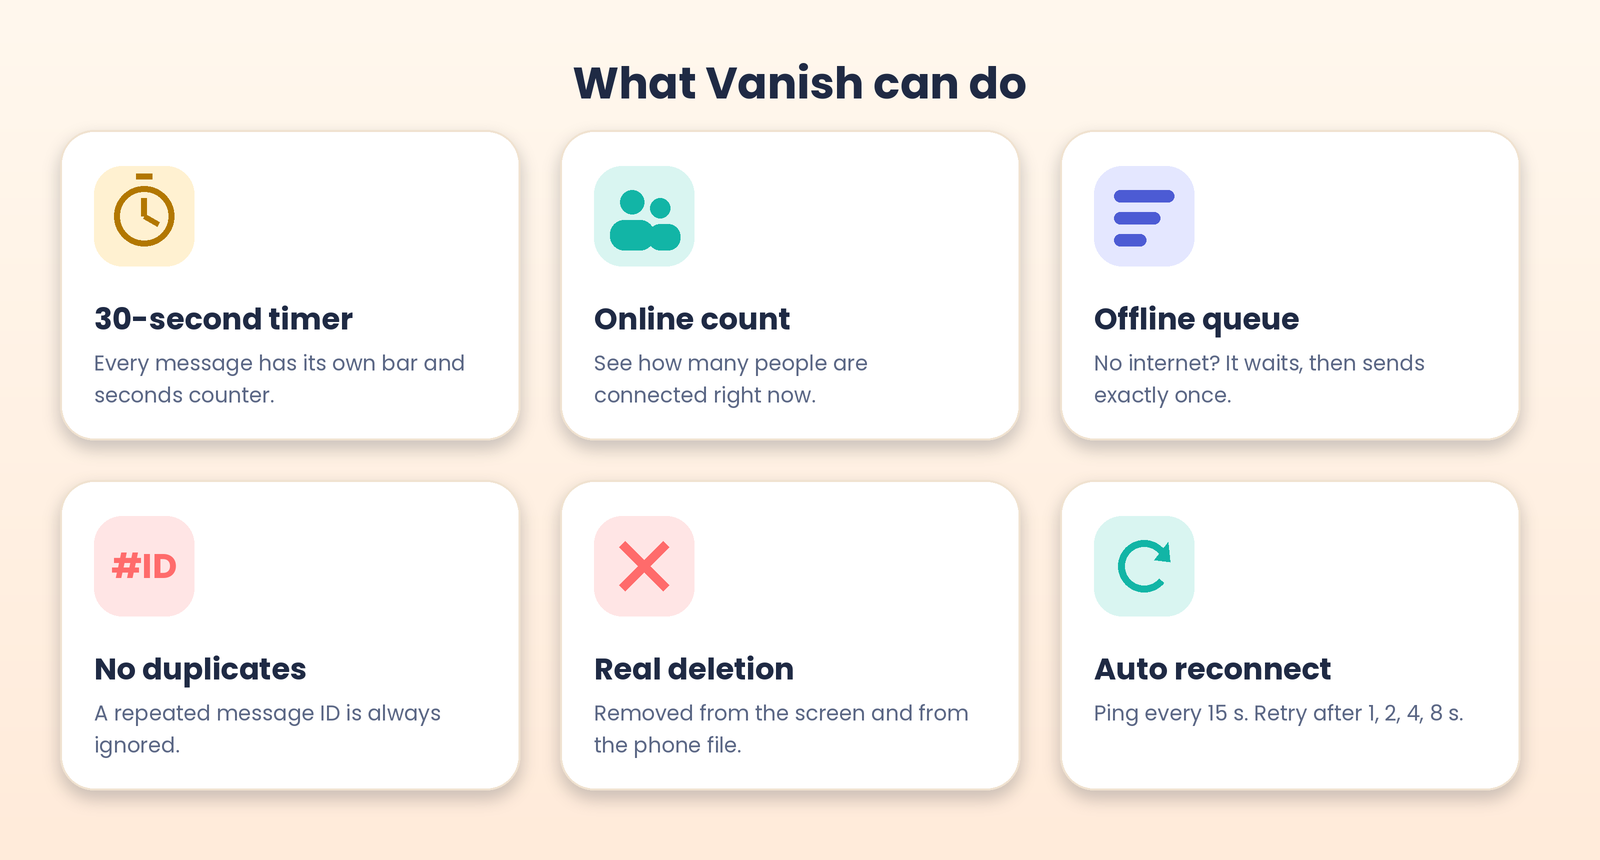 What Vanish can do
30-second timer
Every message has its own bar and
seconds counter.
Online count
See how many people are
connected right now.
Offline queue
No internet? It waits, then sends
exactly once.
#ID
No duplicates
A repeated message ID is always
ignored.
Real deletion
Removed from the screen and from
the phone file.
Auto reconnect
Ping every 15 s. Retry after 1, 2, 4, 8 s.